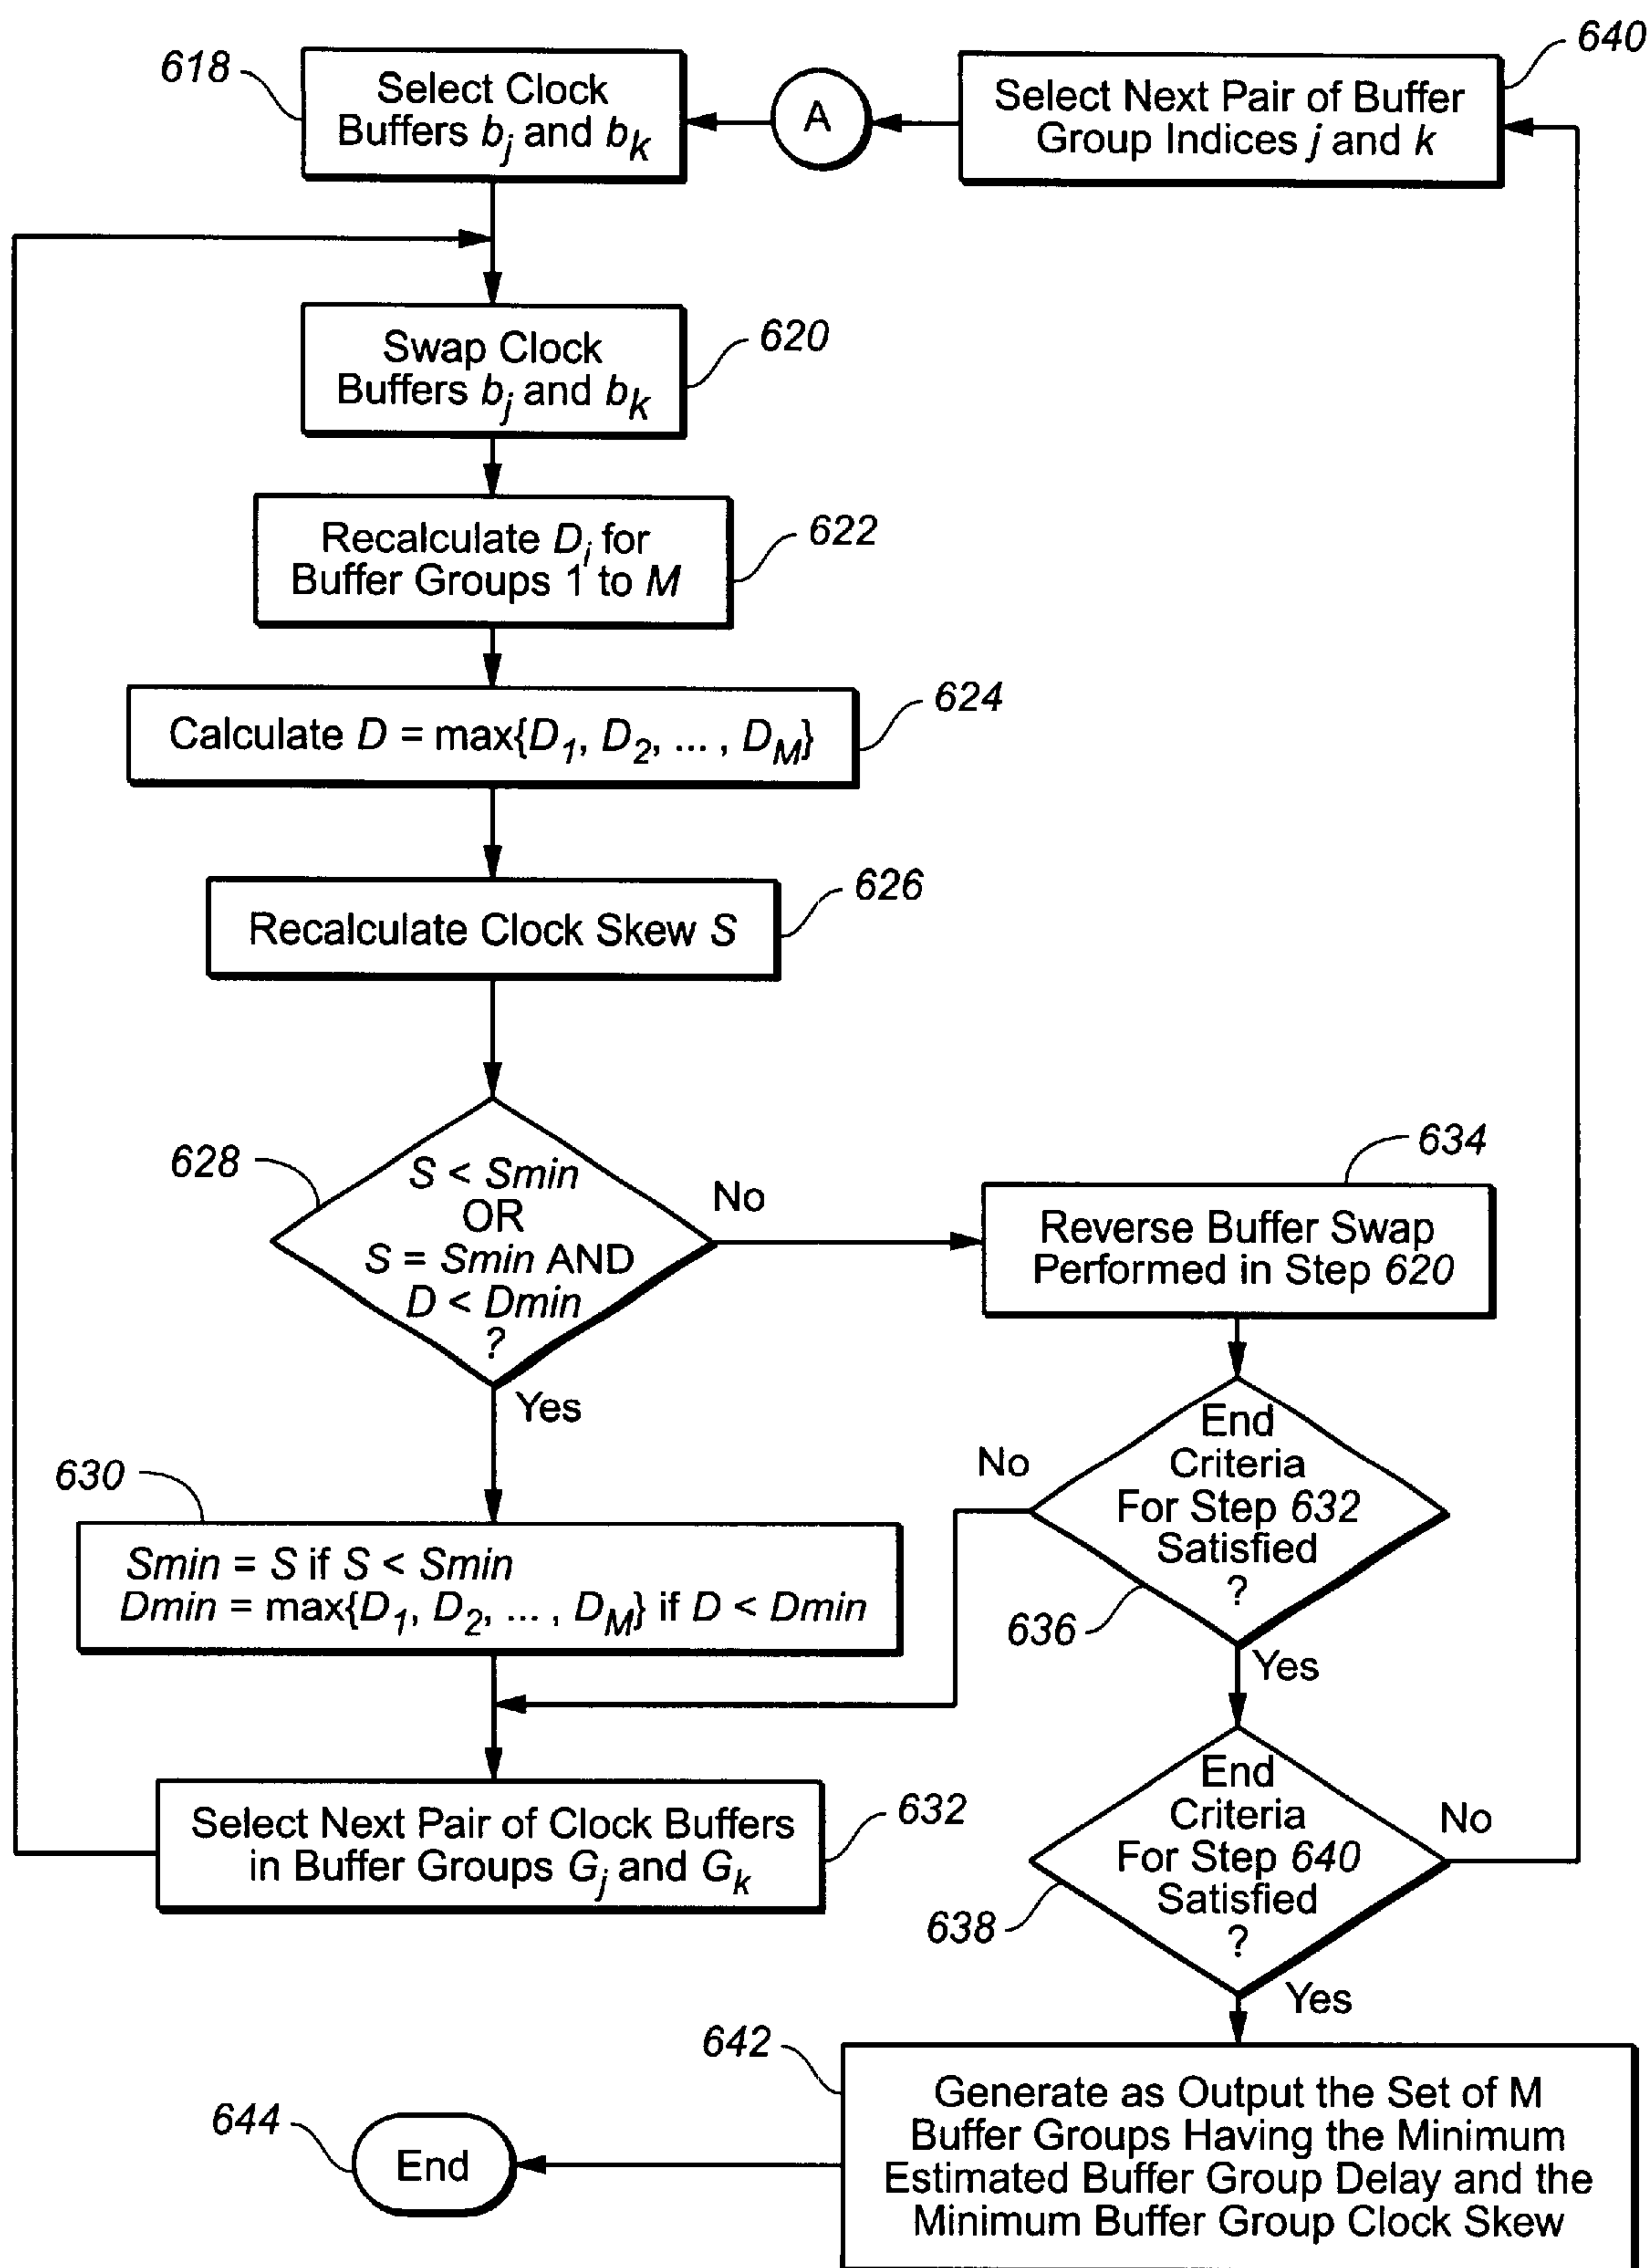 618
Select Clock
Buffers bj and bk
A
Select Next Pair of Buffer
Group Indices j and k
640
Swap Clock
Buffers bj and bk
620
Recalculate Di for
Buffer Groups 1 to M
622
Calculate D = max{D1, D2, ... , DM}
624
Recalculate Clock Skew S
626
628
S < Smin
OR
S = Smin AND
D < Dmin
?
No
Yes
634
Reverse Buffer Swap
Performed in Step 620
630
Smin = S if S < Smin
Dmin = max{D1, D2, ... , DM} if D < Dmin
No
End
Criteria
For Step 632
Satisfied
?
636
Yes
Select Next Pair of Clock Buffers
in Buffer Groups Gj and Gk
632
End
Criteria
For Step 640
Satisfied
?
No
638
Yes
642
Generate as Output the Set of M
Buffer Groups Having the Minimum
Estimated Buffer Group Delay and the
Minimum Buffer Group Clock Skew
644
End